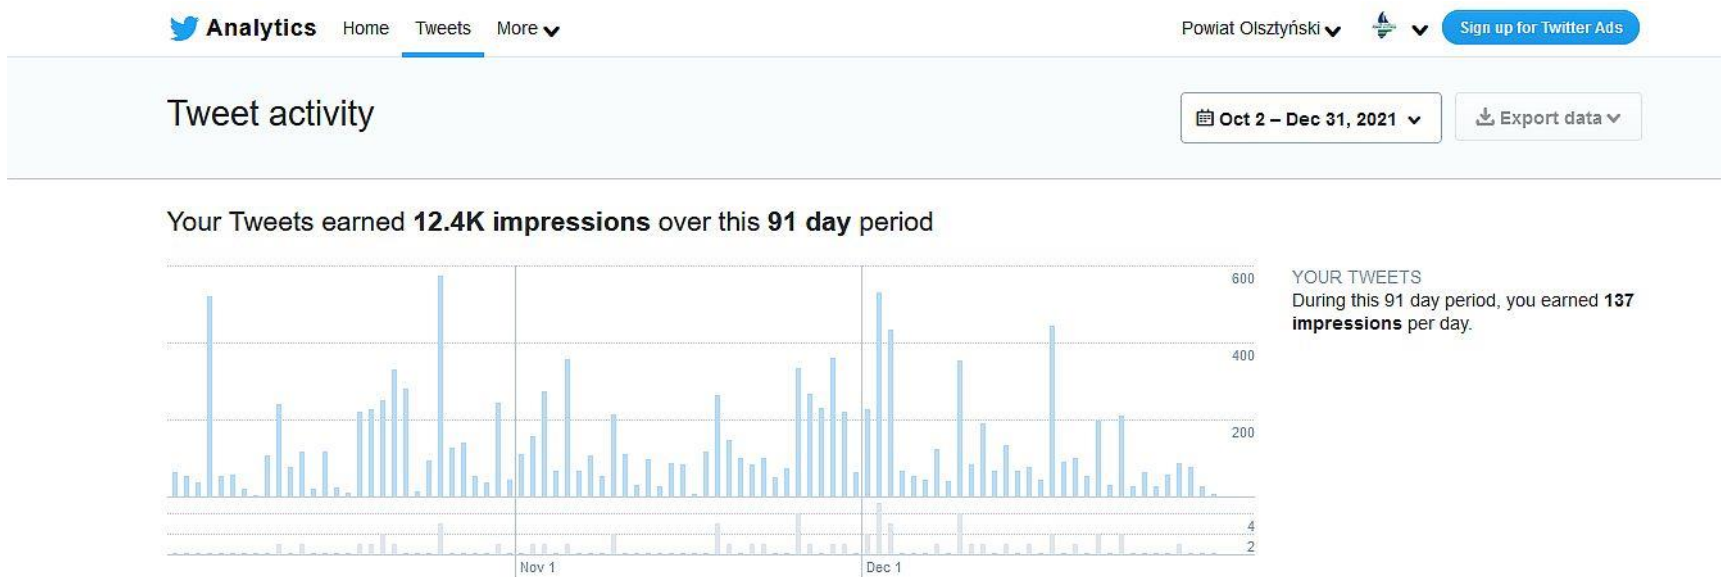 Analytics Home Tweets More Powiat Olsztyński Sign up for Twitter Ads
Tweet activity
Oct 2 – Dec 31, 2021 Export data
Your Tweets earned 12.4K impressions over this 91 day period
600
400
200
4
2
Nov 1 Dec 1
YOUR TWEETS
During this 91 day period, you earned 137
impressions per day.